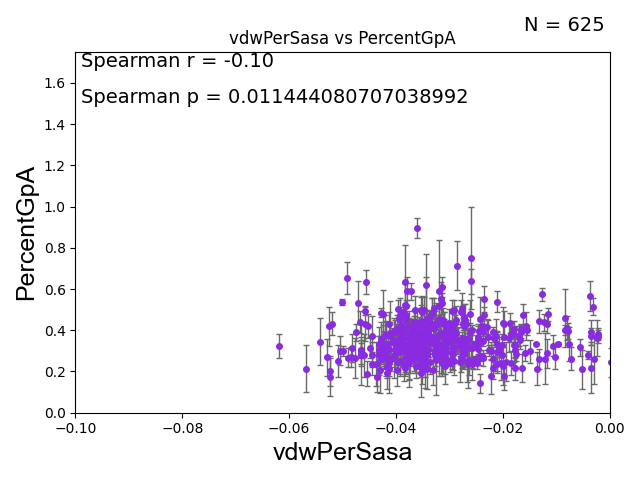 N = 625
vdwPerSasa vs PercentGpA
Spearman r = -0.10
Spearman p = 0.011444080707038992
PercentGpA
1.6
1.4
1.2
1.0
0.8
0.6
0.4
0.2
0.0
−0.10
−0.08
−0.06
−0.04
−0.02
0.00
vdwPerSasa